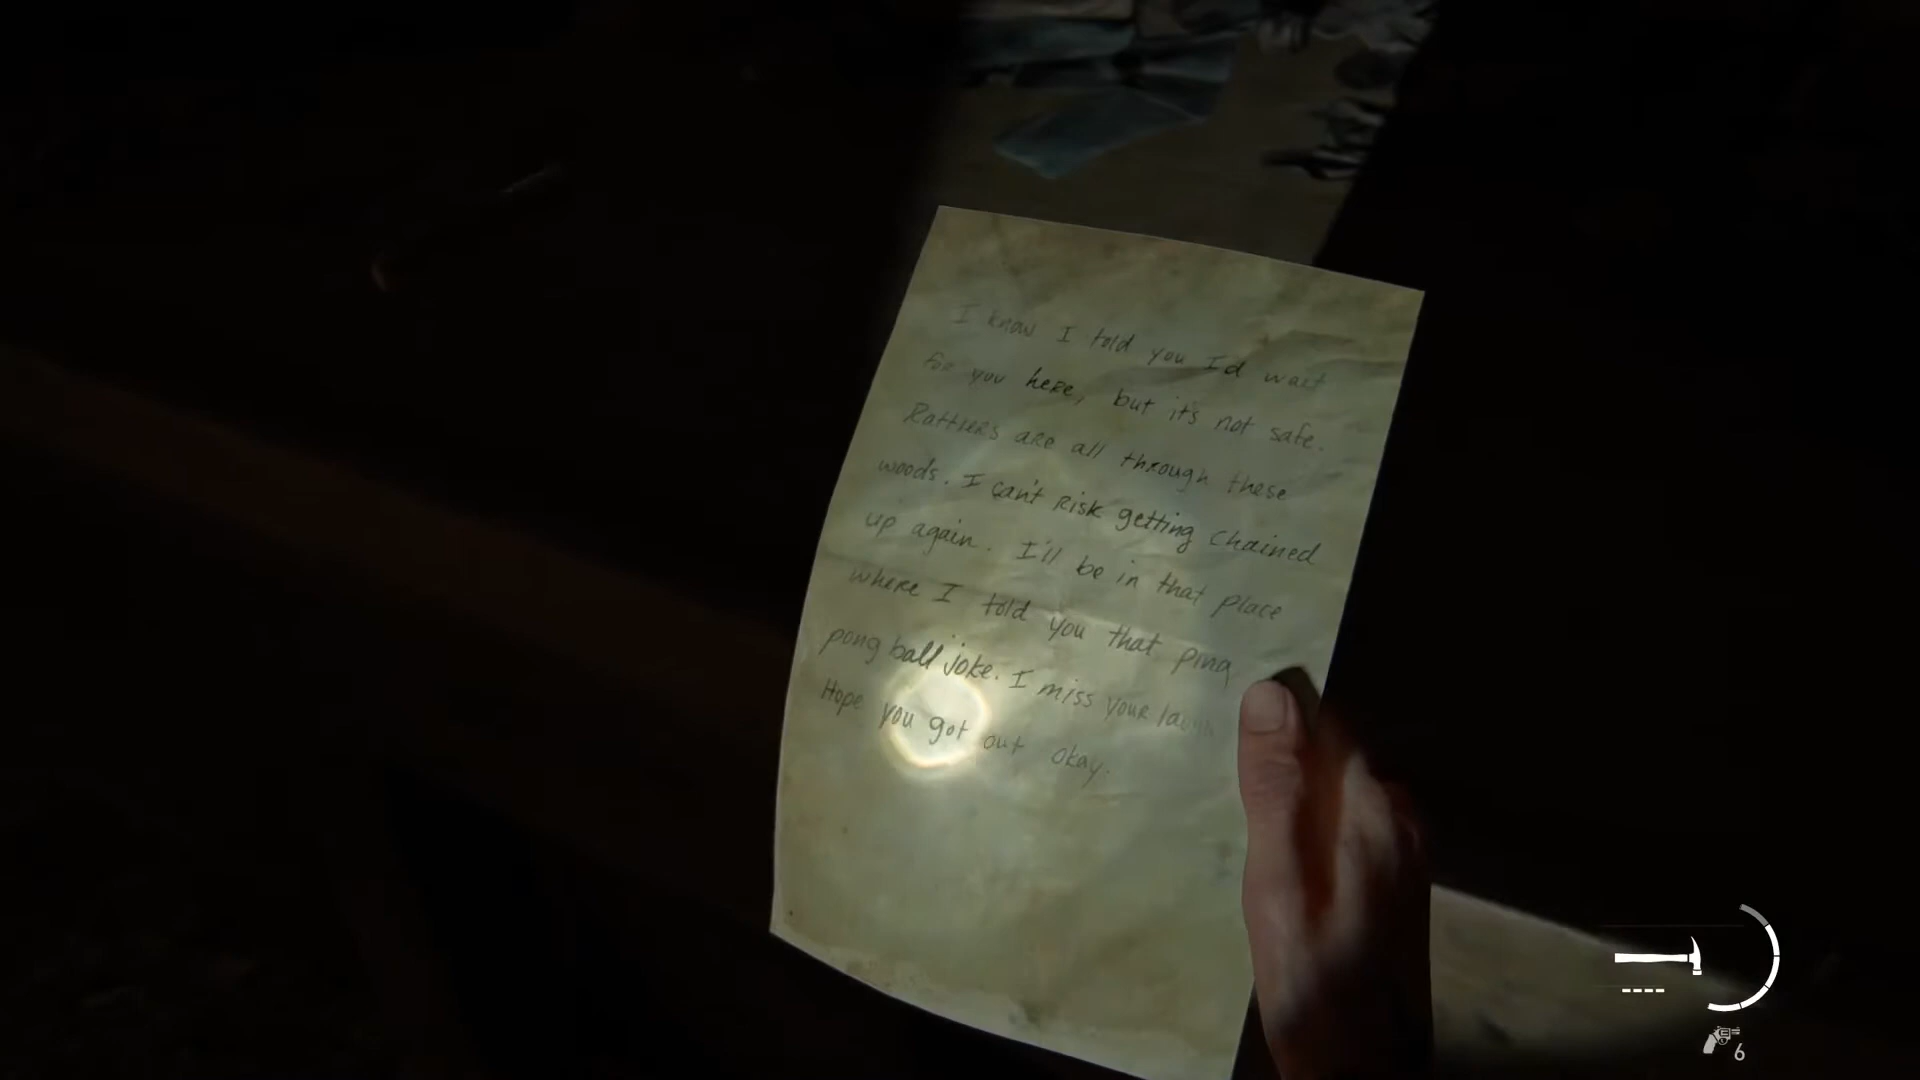 I know I told you I'd wait
for you here, but it's not safe.
Rattlers are all through these
woods. I can't risk getting chained
up again. I'll be in that place
where I told you that ping
pong ball joke. I miss your laugh
Hope you got out okay.
6